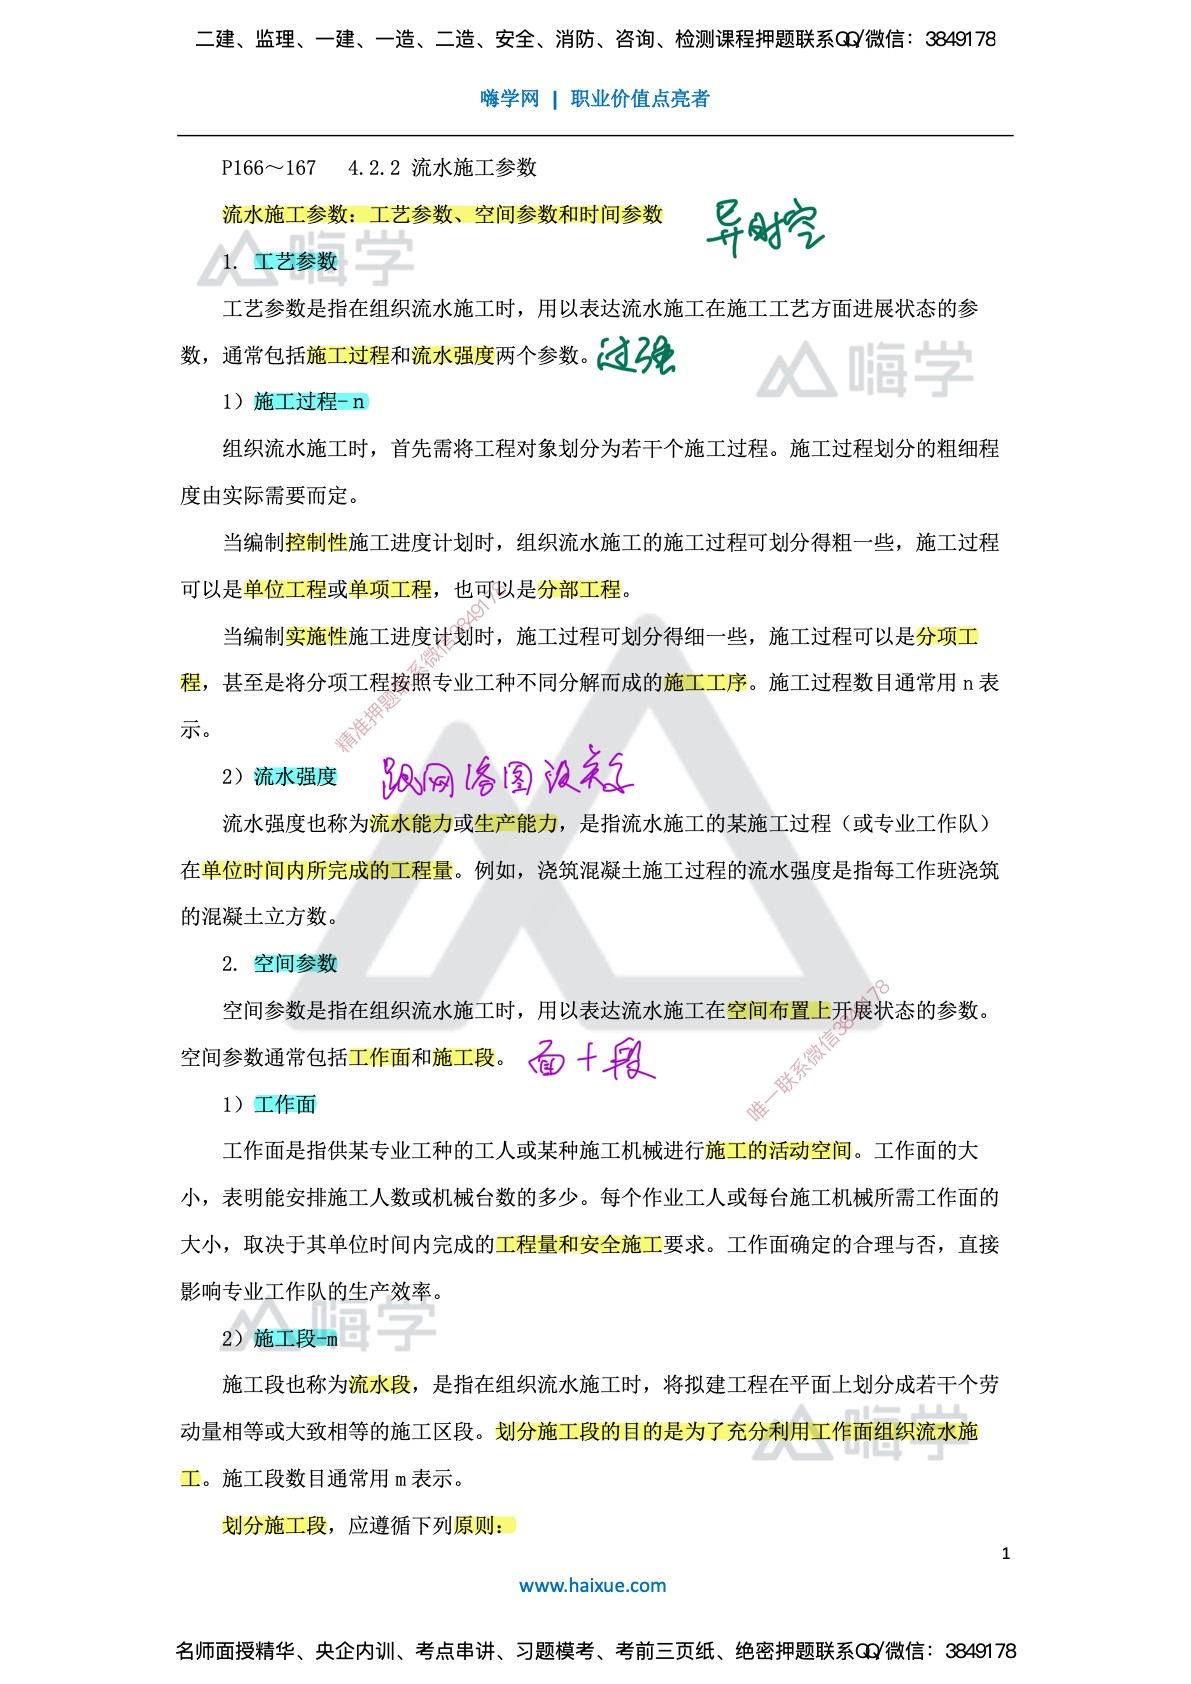 二建、监理、一建、一造、二造、安全、消防、咨询、检测课程押题联系QQ/微信：3849178
嗨学网 | 职业价值点亮者
P166～167 4.2.2 流水施工参数
流水施工参数：工艺参数、空间参数和时间参数
异时空
嗨学
1. 工艺参数
工艺参数是指在组织流水施工时，用以表达流水施工在施工工艺方面进展状态的参
数，通常包括施工过程和流水强度两个参数。过强
嗨学
1）施工过程- n
组织流水施工时，首先需将工程对象划分为若干个施工过程。施工过程划分的粗细程
度由实际需要而定。
当编制控制性施工进度计划时，组织流水施工的施工过程可划分得粗一些，施工过程
可以是单位工程或单项工程，也可以是分部工程。
当编制实施性施工进度计划时，施工过程可划分得细一些，施工过程可以是分项工
程，甚至是将分项工程按照专业工种不同分解而成的施工工序。施工过程数目通常用 n 表
示。
精准押题联系微信3849178
2）流水强度 跟网络图没关系
流水强度也称为流水能力或生产能力，是指流水施工的某施工过程（或专业工作队）
在单位时间内所完成的工程量。例如，浇筑混凝土施工过程的流水强度是指每工作班浇筑
的混凝土立方数。
2. 空间参数
空间参数是指在组织流水施工时，用以表达流水施工在空间布置上开展状态的参数。
空间参数通常包括工作面和施工段。 面+段
唯一联系微信3849178
1）工作面
工作面是指供某专业工种的工人或某种施工机械进行施工的活动空间。工作面的大
小，表明能安排施工人数或机械台数的多少。每个作业工人或每台施工机械所需工作面的
大小，取决于其单位时间内完成的工程量和安全施工要求。工作面确定的合理与否，直接
影响专业工作队的生产效率。
嗨学
2）施工段-m
施工段也称为流水段，是指在组织流水施工时，将拟建工程在平面上划分成若干个劳
动量相等或大致相等的施工区段。划分施工段的目的是为了充分利用工作面组织流水施
嗨学
工。施工段数目通常用 m 表示。
划分施工段，应遵循下列原则：
1
www.haixue.com
名师面授精华、央企内训、考点串讲、习题模考、考前三页纸、绝密押题联系QQ/微信：3849178